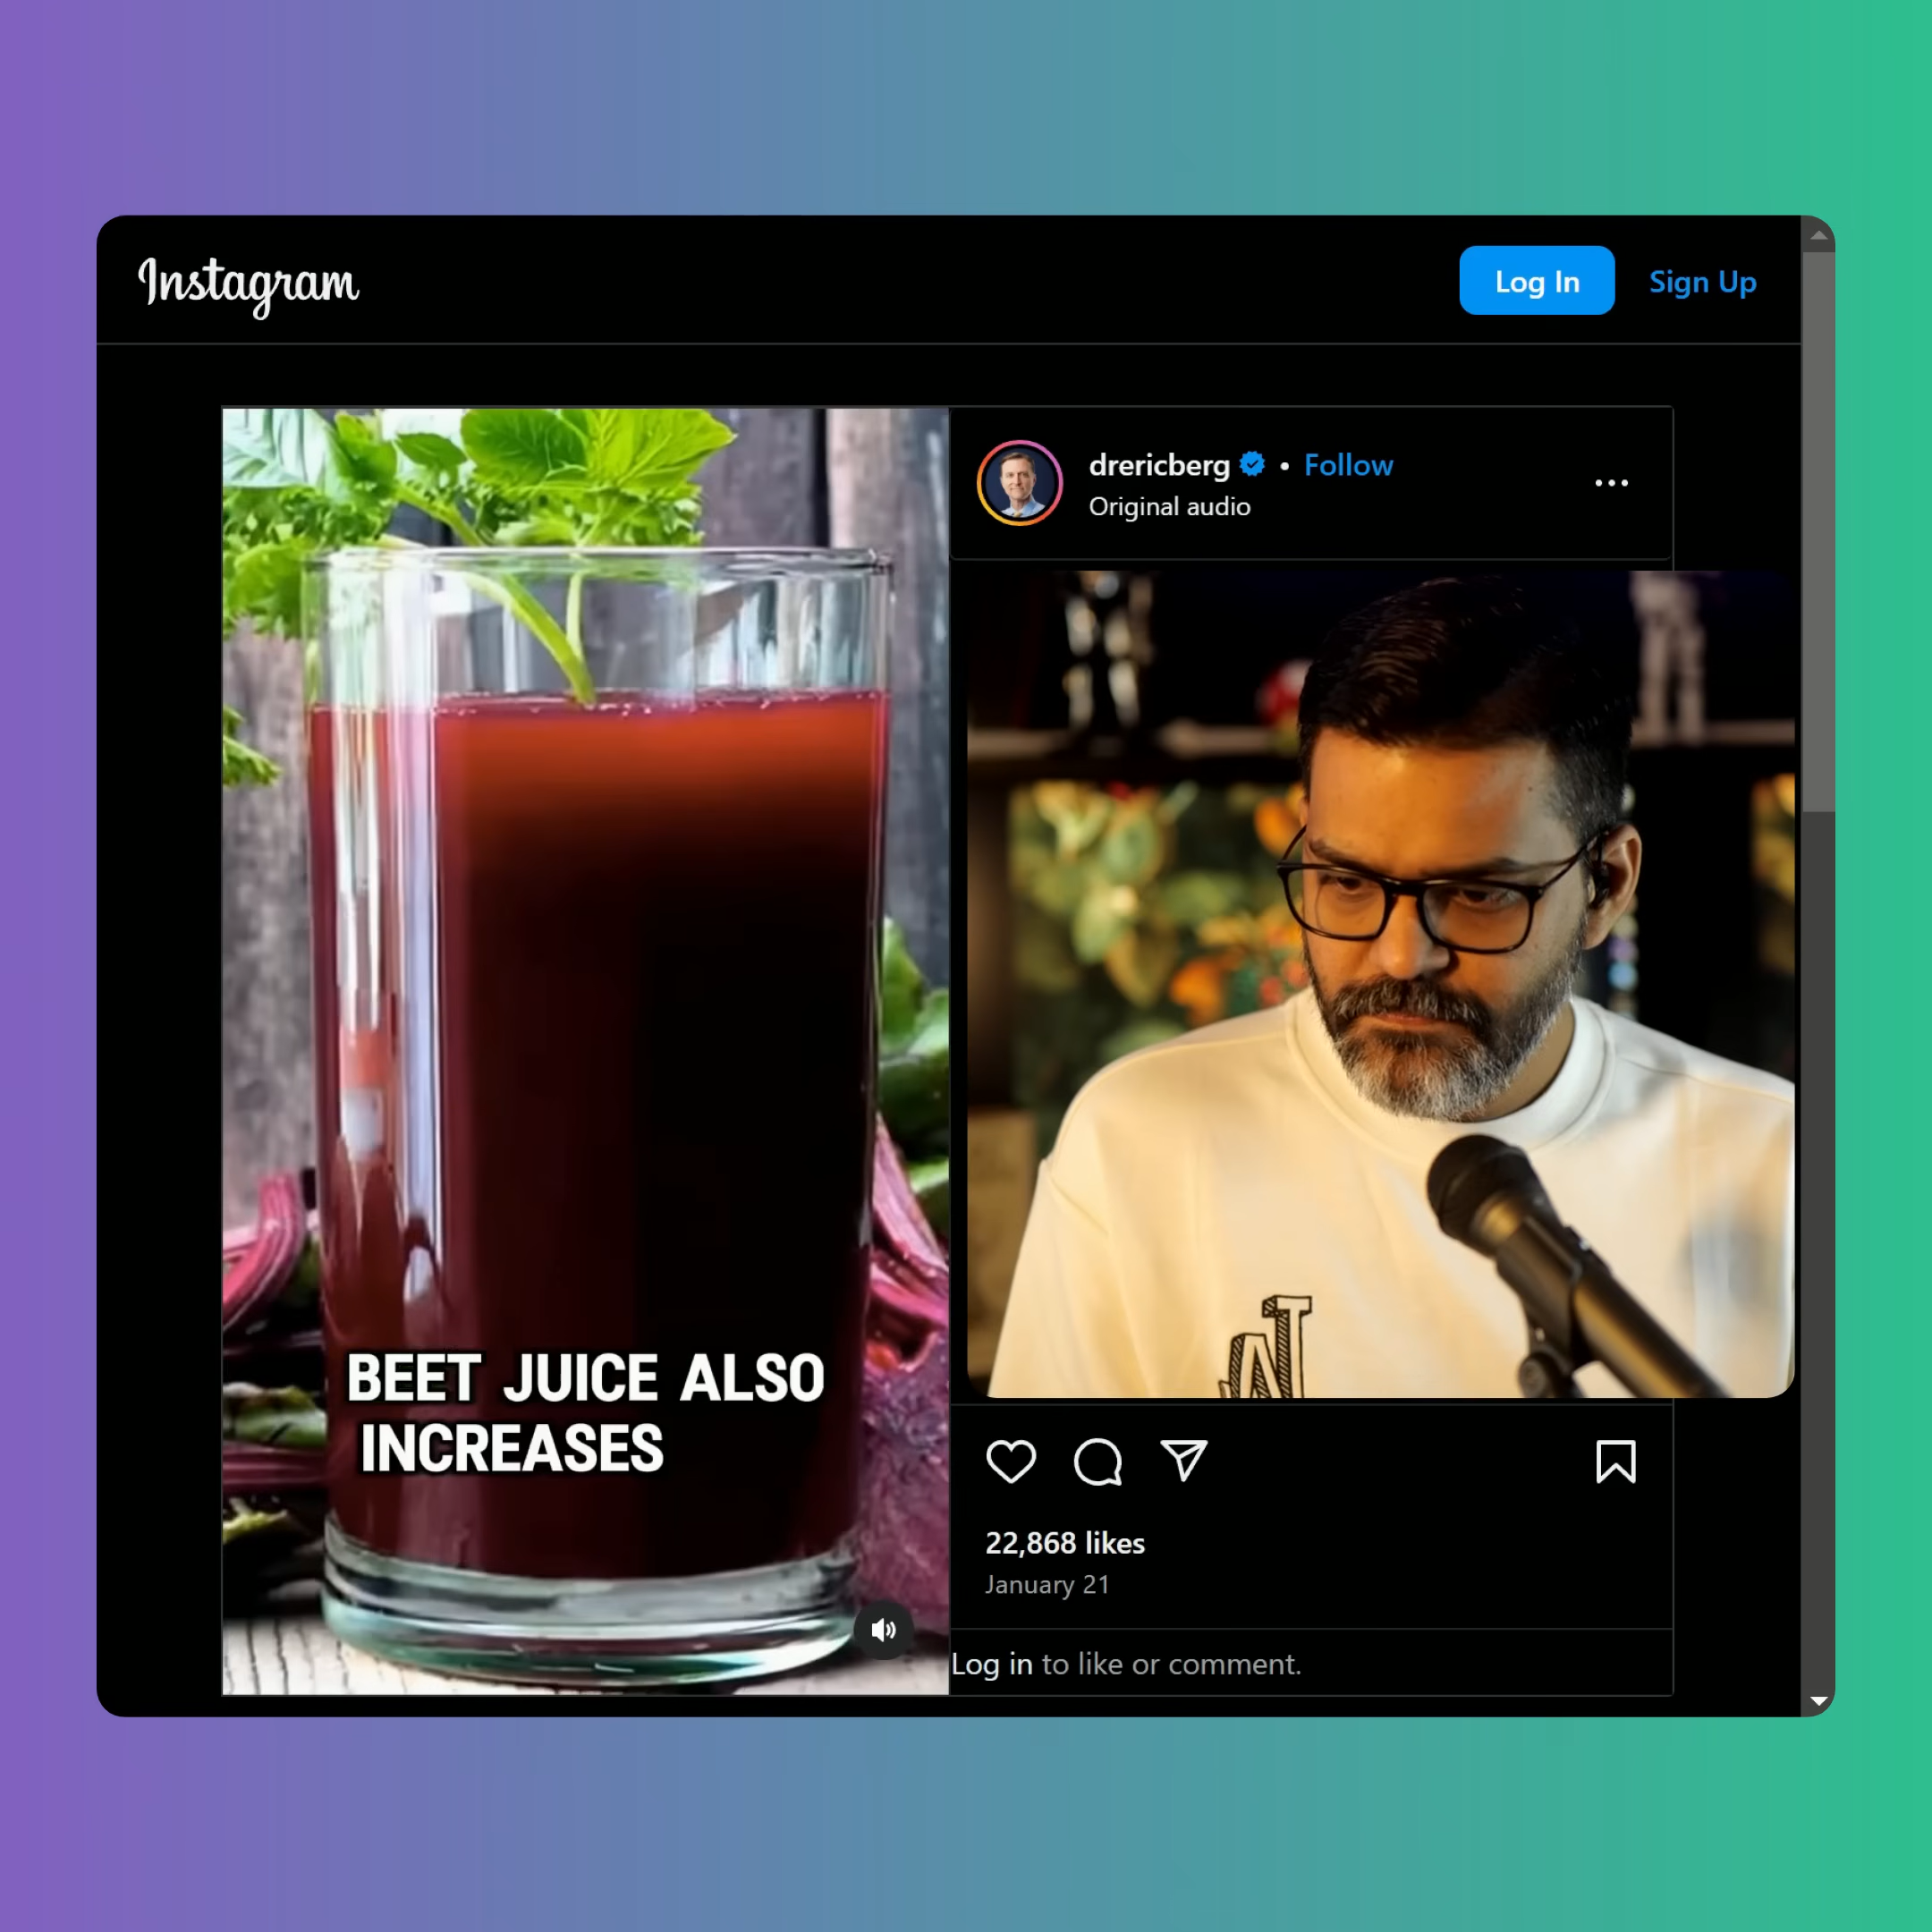 Instagram
Log In
Sign Up
drericberg • Follow
Original audio
BEET JUICE ALSO
INCREASES
22,868 likes
January 21
Log in to like or comment.